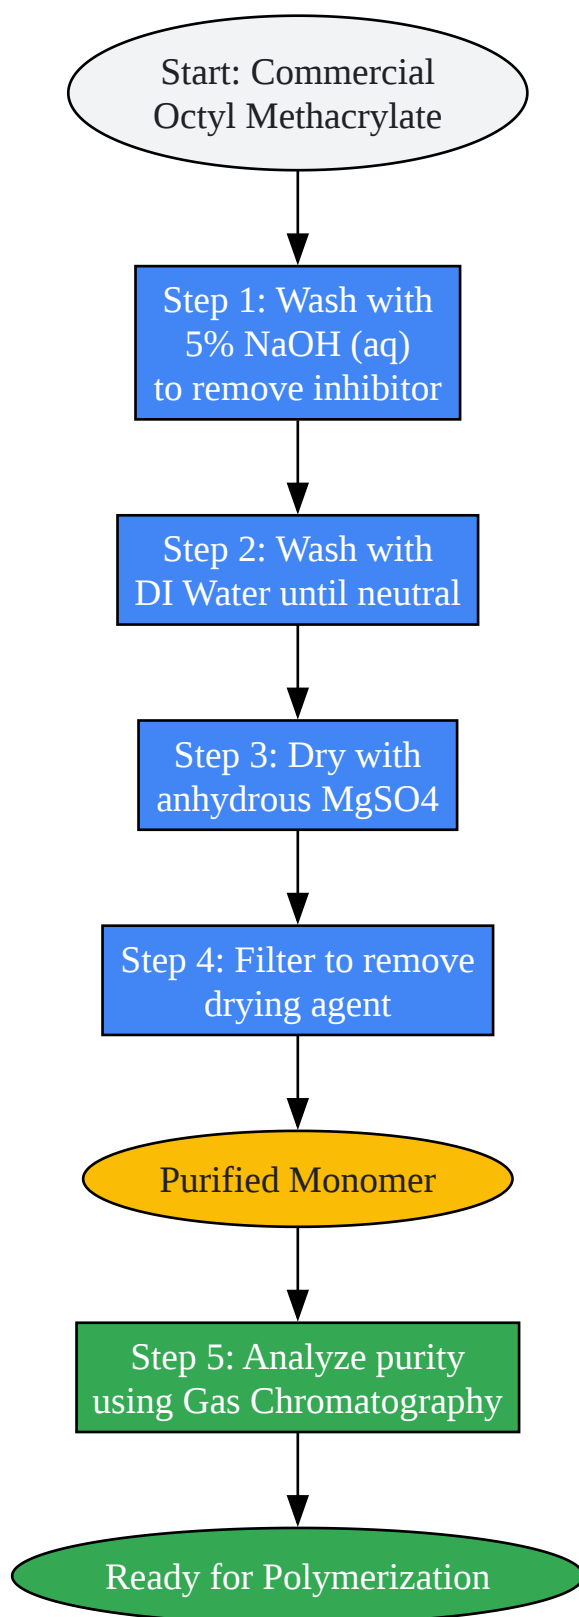 Start: Commercial
Octyl Methacrylate
Step 1: Wash with
5% NaOH (aq)
to remove inhibitor
Step 2: Wash with
DI Water until neutral
Step 3: Dry with
anhydrous MgSO4
Step 4: Filter to remove
drying agent
Purified Monomer
Step 5: Analyze purity
using Gas Chromatography
Ready for Polymerization